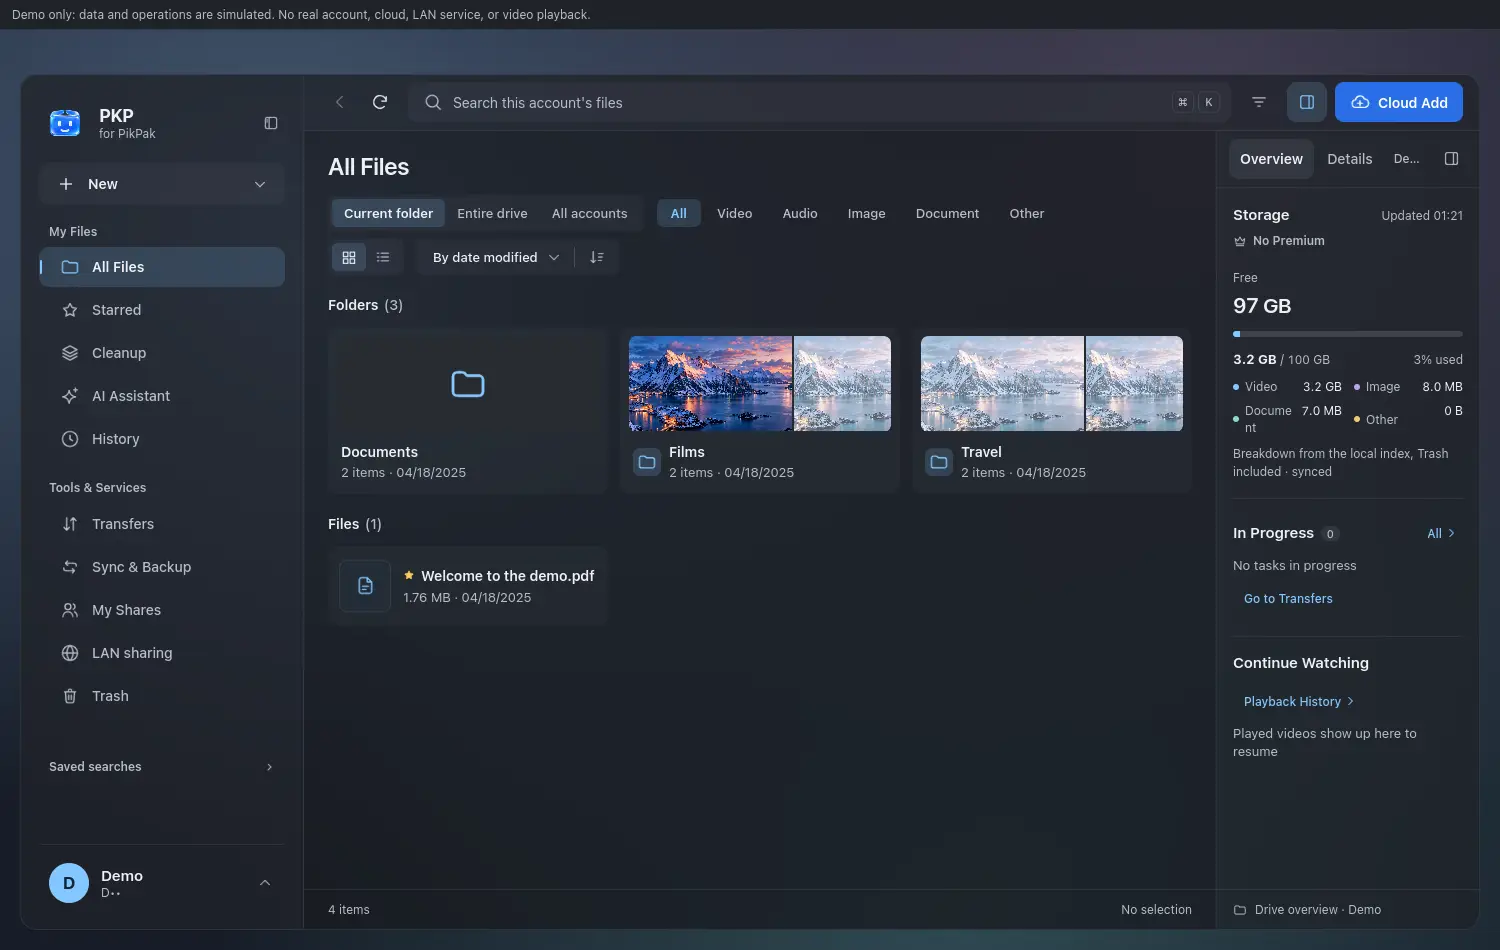 Demo only: data and operations are simulated. No real account, cloud, LAN service, or video playback.
PKP
for PikPak
New
My Files
All Files
Starred
Cleanup
AI Assistant
History
Tools & Services
Transfers
Sync & Backup
My Shares
LAN sharing
Trash
Saved searches
D
Demo
D••
Search this account's files
⌘ K
Cloud Add
All Files
Current folder Entire drive All accounts All Video Audio Image Document Other
By date modified
Folders (3)
Documents
2 items · 04/18/2025
Films
2 items · 04/18/2025
Travel
2 items · 04/18/2025
Files (1)
Welcome to the demo.pdf
1.76 MB · 04/18/2025
4 items
No selection
Overview Details De...
Storage Updated 01:21
No Premium
Free
97 GB
3.2 GB / 100 GB 3% used
Video 3.2 GB Image 8.0 MB
Docume 7.0 MB Other 0 B
nt
Breakdown from the local index, Trash
included · synced
In Progress 0 All
No tasks in progress
Go to Transfers
Continue Watching
Playback History
Played videos show up here to
resume
Drive overview · Demo